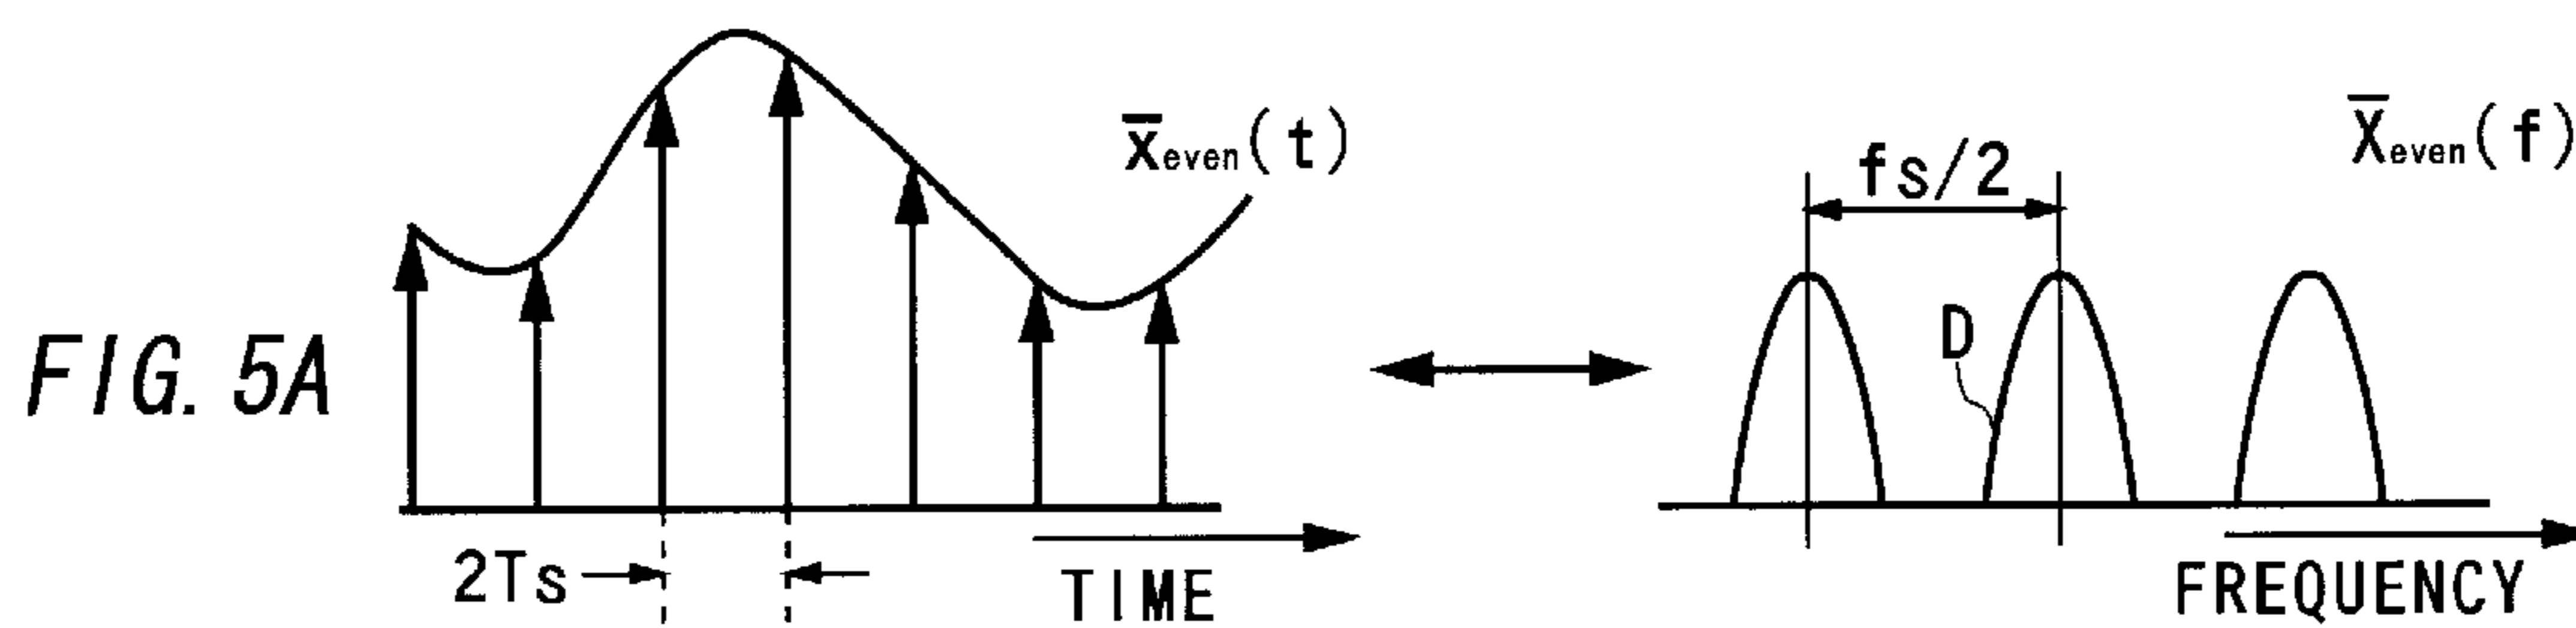 FIG. 5A
x̄even(t)
2Ts
TIME
X̄even(f)
fs/2
D
FREQUENCY